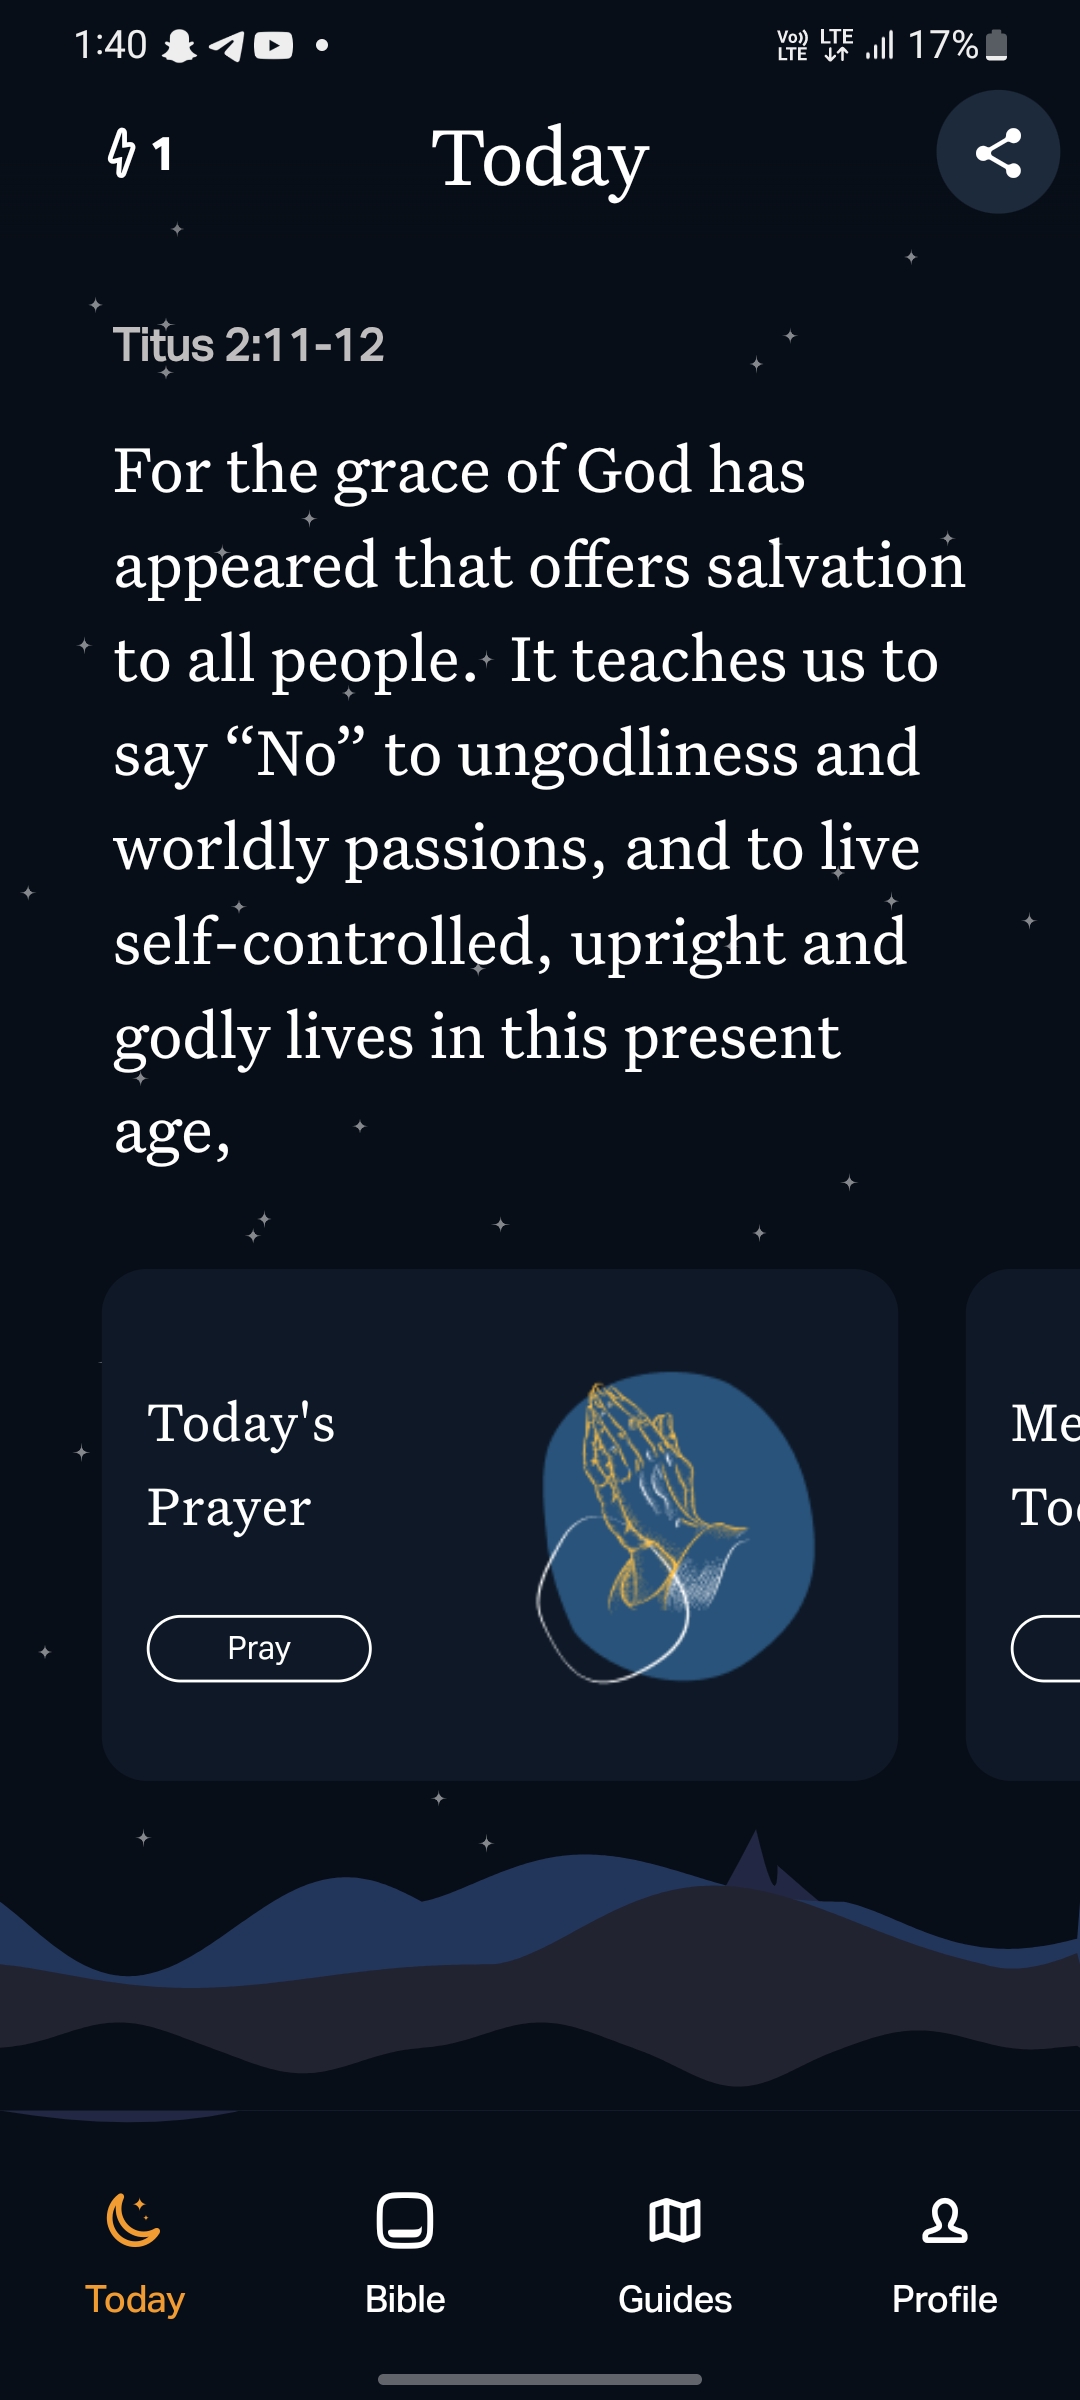 1:40
Vo)) LTE
LTE
17%
1
Today
Titus 2:11-12
For the grace of God has
appeared that offers salvation
to all people. It teaches us to
say “No” to ungodliness and
worldly passions, and to live
self-controlled, upright and
godly lives in this present
age,
Today's
Prayer
Pray
Me
To
Today
Bible
Guides
Profile